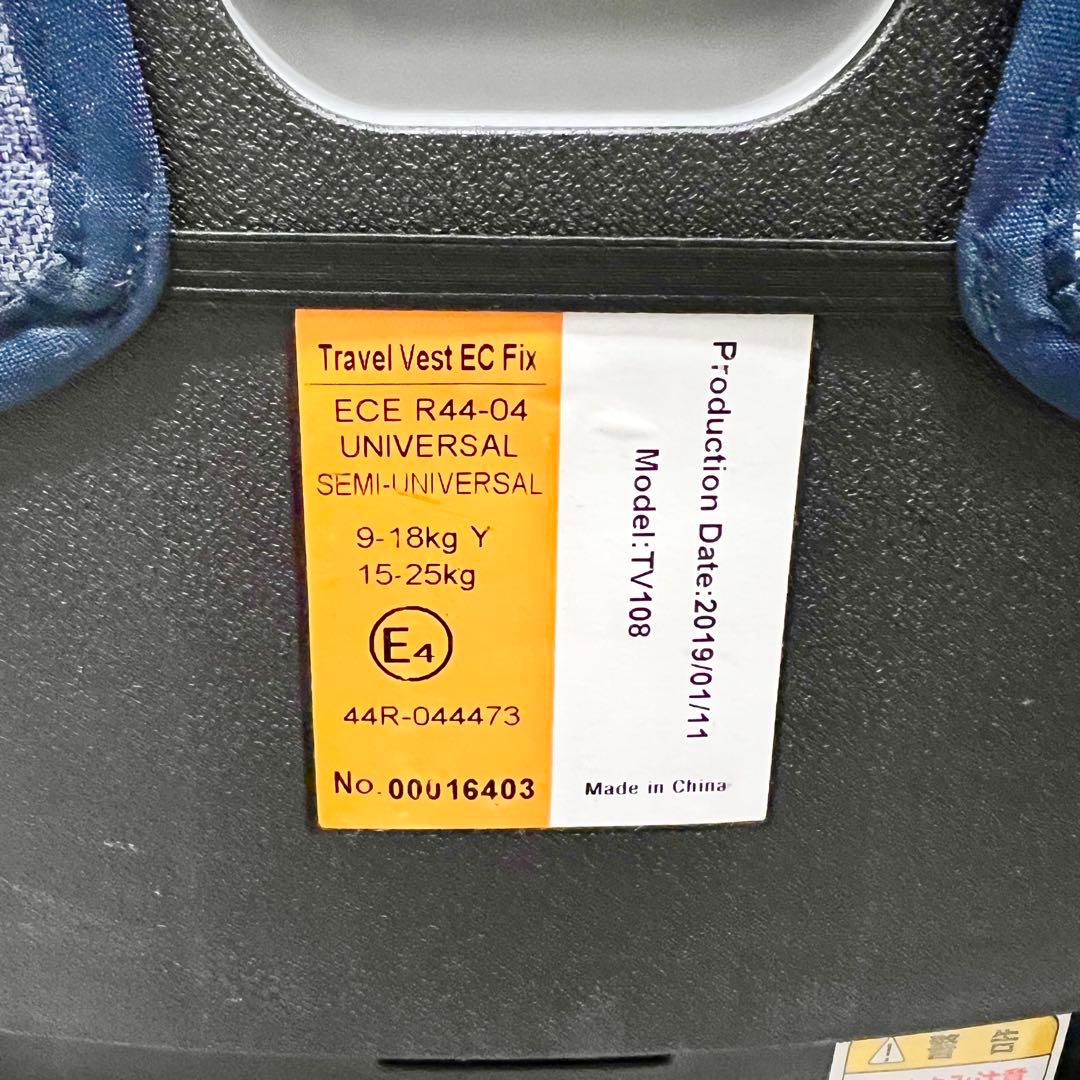 Travel Vest EC Fix
ECE R44-04
UNIVERSAL
SEMI-UNIVERSAL
9-18kg Y
15-25kg
E4
44R-044473
No. 00016403
Production Date:2019/01/11
Model:TV108
Made in China
警告